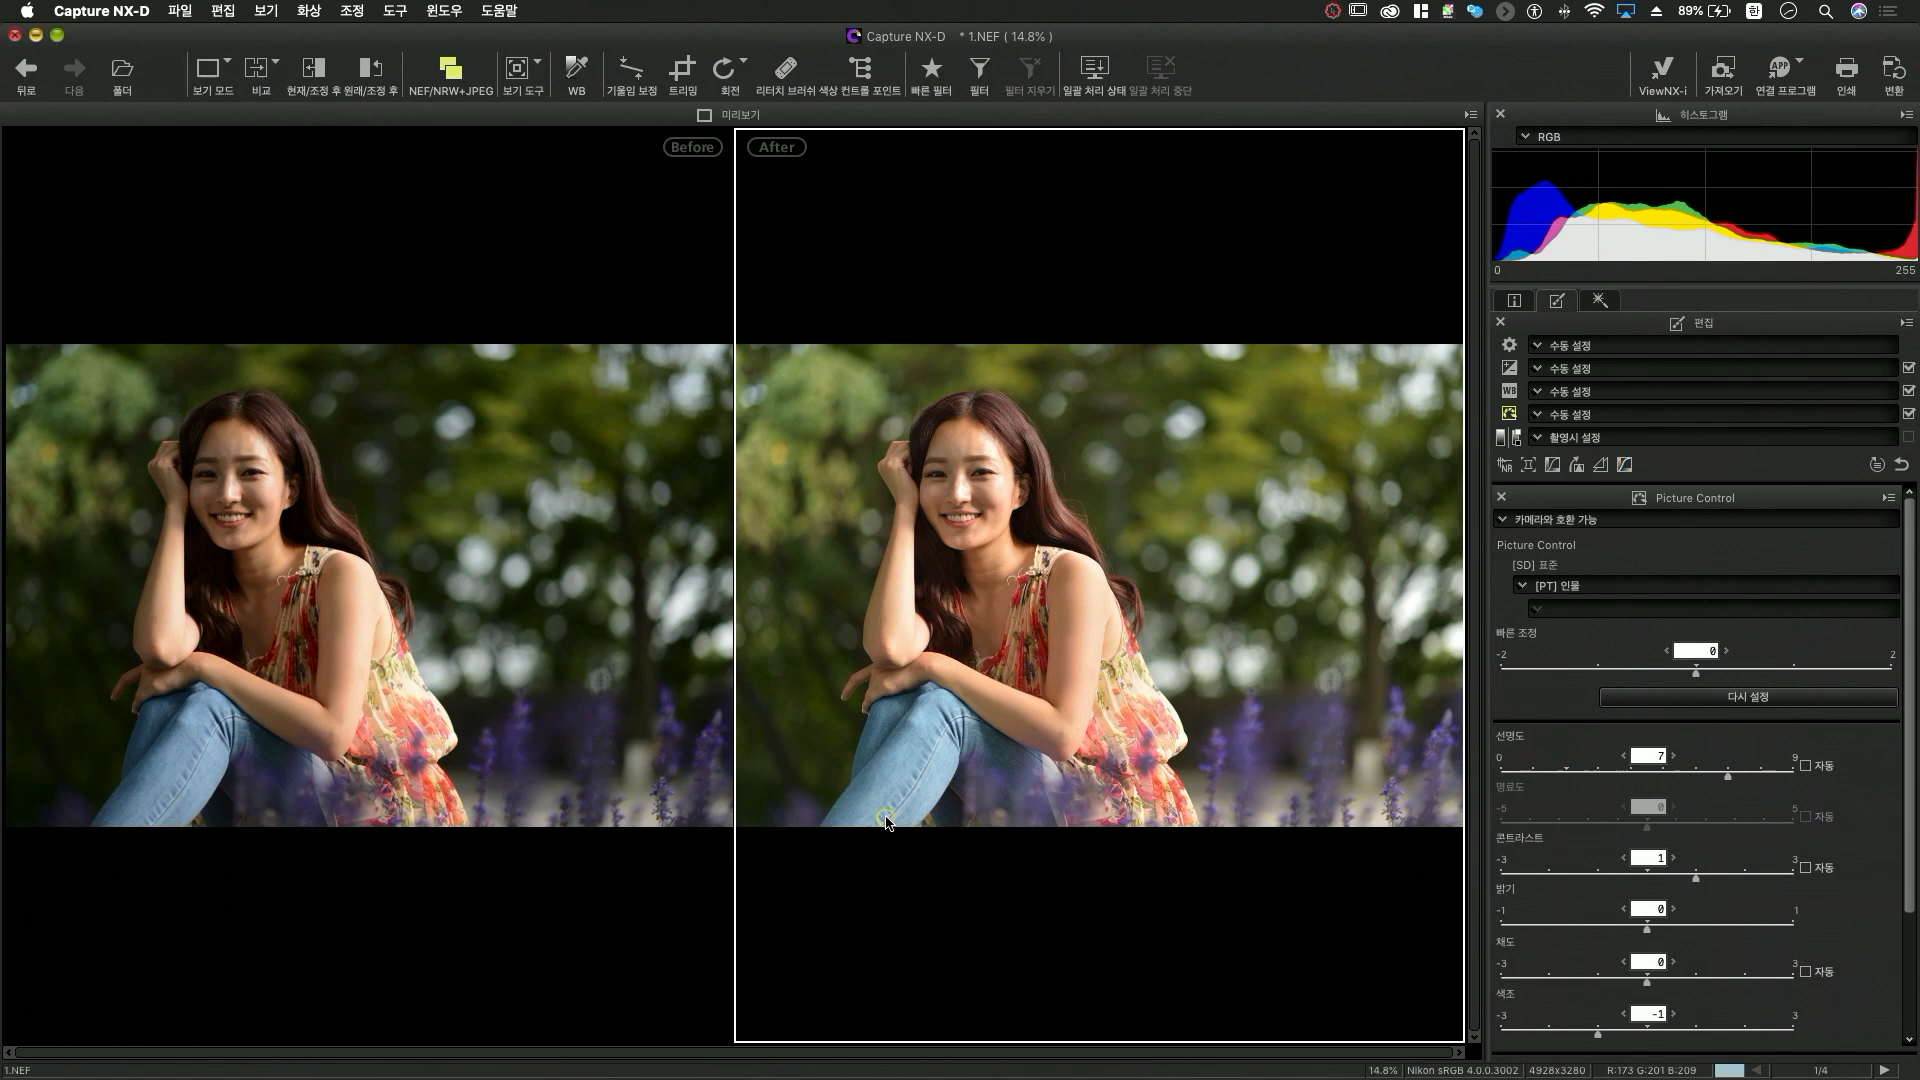 Capture NX-D 파일 편집 보기 화상 조정 도구 윈도우 도움말 89% 한
Capture NX-D * 1.NEF ( 14.8% )
뒤로 다음 폴더 보기 모드 비교 현재/조정 후 원래/조정 후 NEF/NRW+JPEG 보기 도구 WB 기울임 보정 트리밍 회전 리터치 브러쉬 색상 컨트롤 포인트 빠른 필터 필터 필터 지우기 일괄 처리 상태 일괄 처리 중단 ViewNX-i 가져오기 연결 프로그램 인쇄 변환
미리보기
Before
After
히스토그램
RGB
0 255
편집
수동 설정
수동 설정
WB 수동 설정
수동 설정
촬영시 설정
NR
Picture Control
카메라와 호환 가능
Picture Control
[SD] 표준
[PT] 인물
빠른 조정
-2 0 2
다시 설정
선명도
0 7 9 자동
명료도
-5 0 5 자동
콘트라스트
-3 1 3 자동
밝기
-1 0 1
채도
-3 0 3 자동
색조
-3 -1 3
1.NEF 14.8% Nikon sRGB 4.0.0.3002 4928x3280 R:173 G:201 B:209 1/4